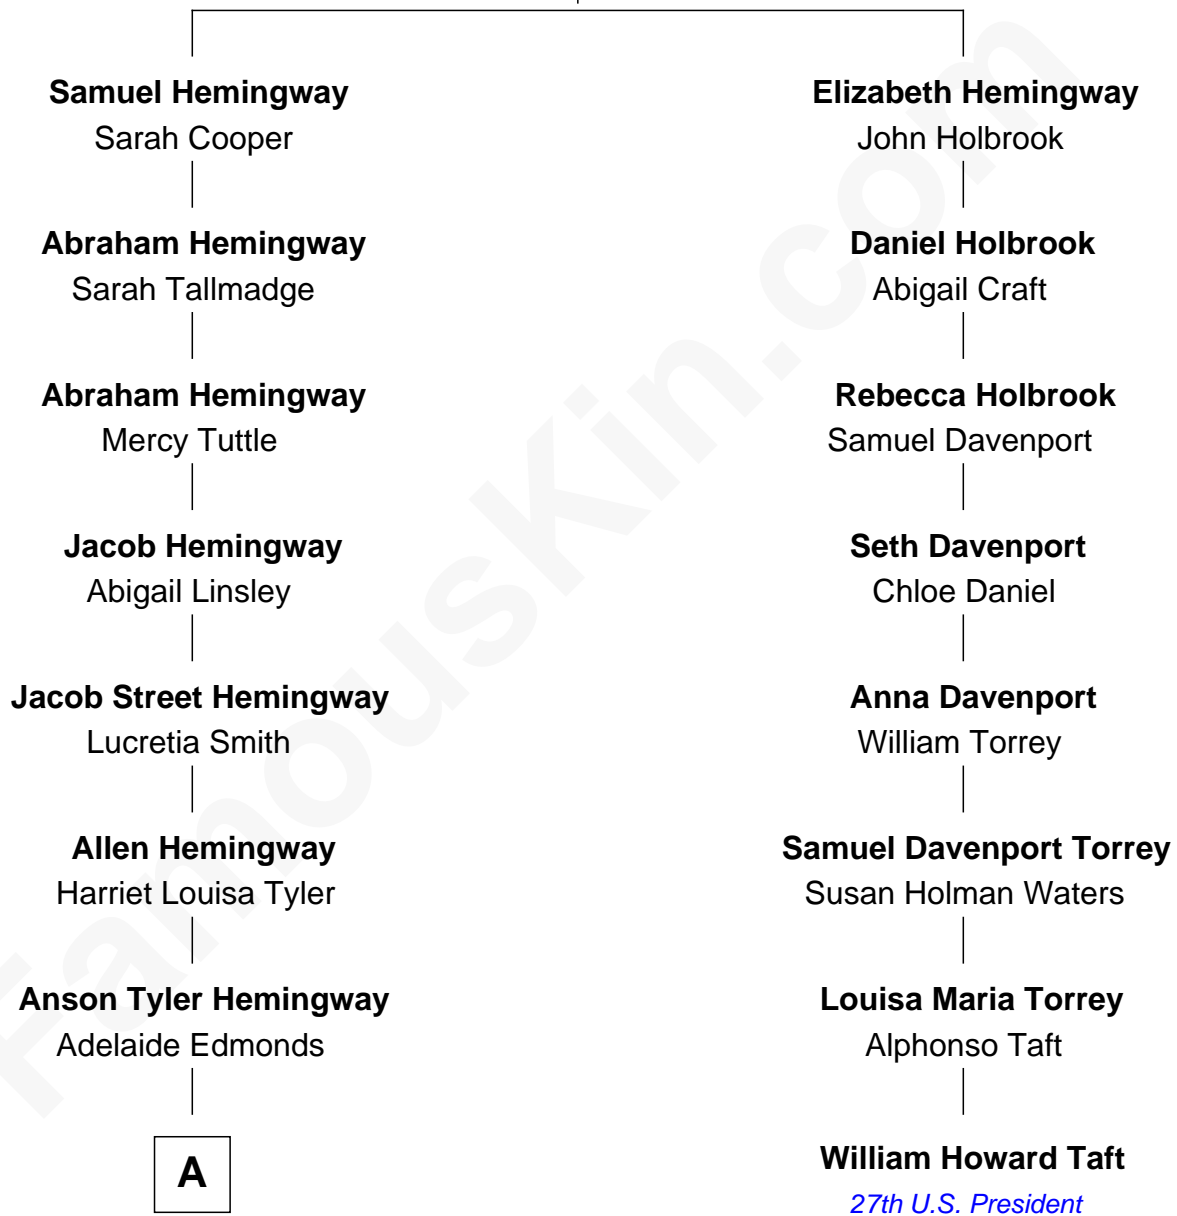 Samuel Hemingway
Sarah Cooper
Abraham Hemingway
Sarah Tallmadge
Abraham Hemingway
Mercy Tuttle
Jacob Hemingway
Abigail Linsley
Jacob Street Hemingway
Lucretia Smith
Allen Hemingway
Harriet Louisa Tyler
Anson Tyler Hemingway
Adelaide Edmonds
A
Elizabeth Hemingway
John Holbrook
Daniel Holbrook
Abigail Craft
Rebecca Holbrook
Samuel Davenport
Seth Davenport
Chloe Daniel
Anna Davenport
William Torrey
Samuel Davenport Torrey
Susan Holman Waters
Louisa Maria Torrey
Alphonso Taft
William Howard Taft
27th U.S. President
FamousKin.com